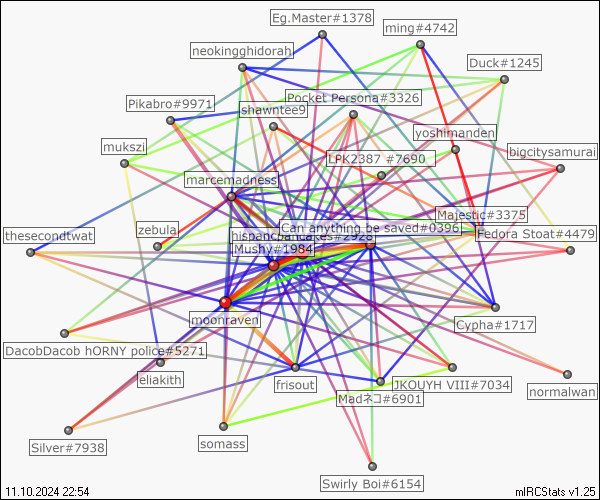 Eg.Master#1378
ming#4742
neokingghidorah
Duck#1245
Pocket Persona#3326
Pikabro#9971
shawntee9
yoshimanden
mukszi
LPK2387 #7690
bigcitysamurai
marcemadness
Majestic#3375
zebula
Can anything be saved#0396
thesecondtwat
hispanicbancakes#2928
Fedora Stoat#4479
Mushy#1984
moonraven
Cypha#1717
DacobDacob hORNY police#5271
eliakith
frisout
JKOUYH VIII#7034
normalwan
Madネコ#6901
Silver#7938
somass
Swirly Boi#6154
11.10.2024 22:54
mIRCStats v1.25